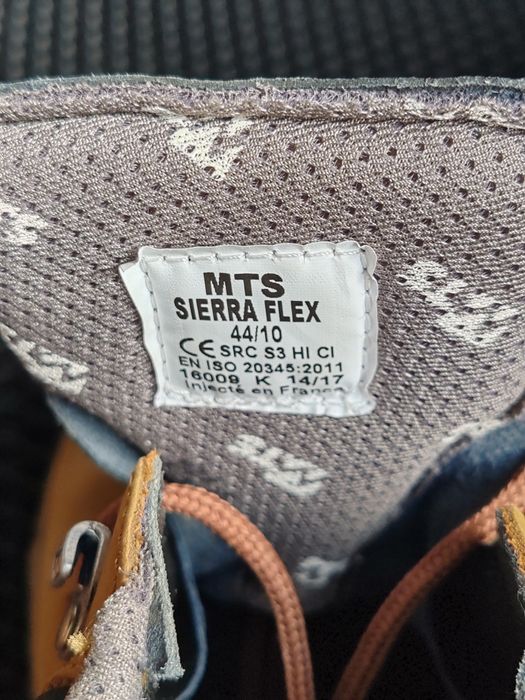 MTS
SIERRA FLEX
44/10
CE SRC S3 HI CI
EN ISO 20345:2011
16009 K 14/17
Injecté en France